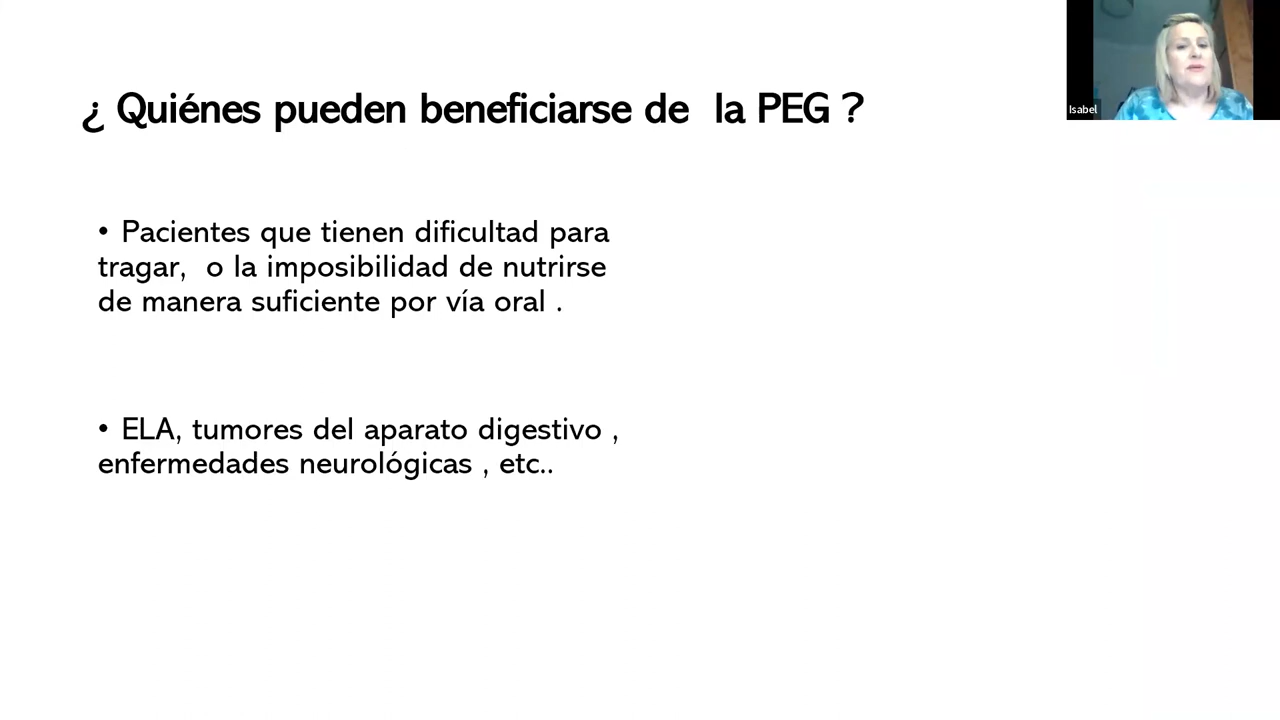 ¿ Quiénes pueden beneficiarse de  la PEG ?
Isabel
• Pacientes que tienen dificultad para
tragar,  o la imposibilidad de nutrirse
de manera suficiente por vía oral .
• ELA, tumores del aparato digestivo ,
enfermedades neurológicas , etc..